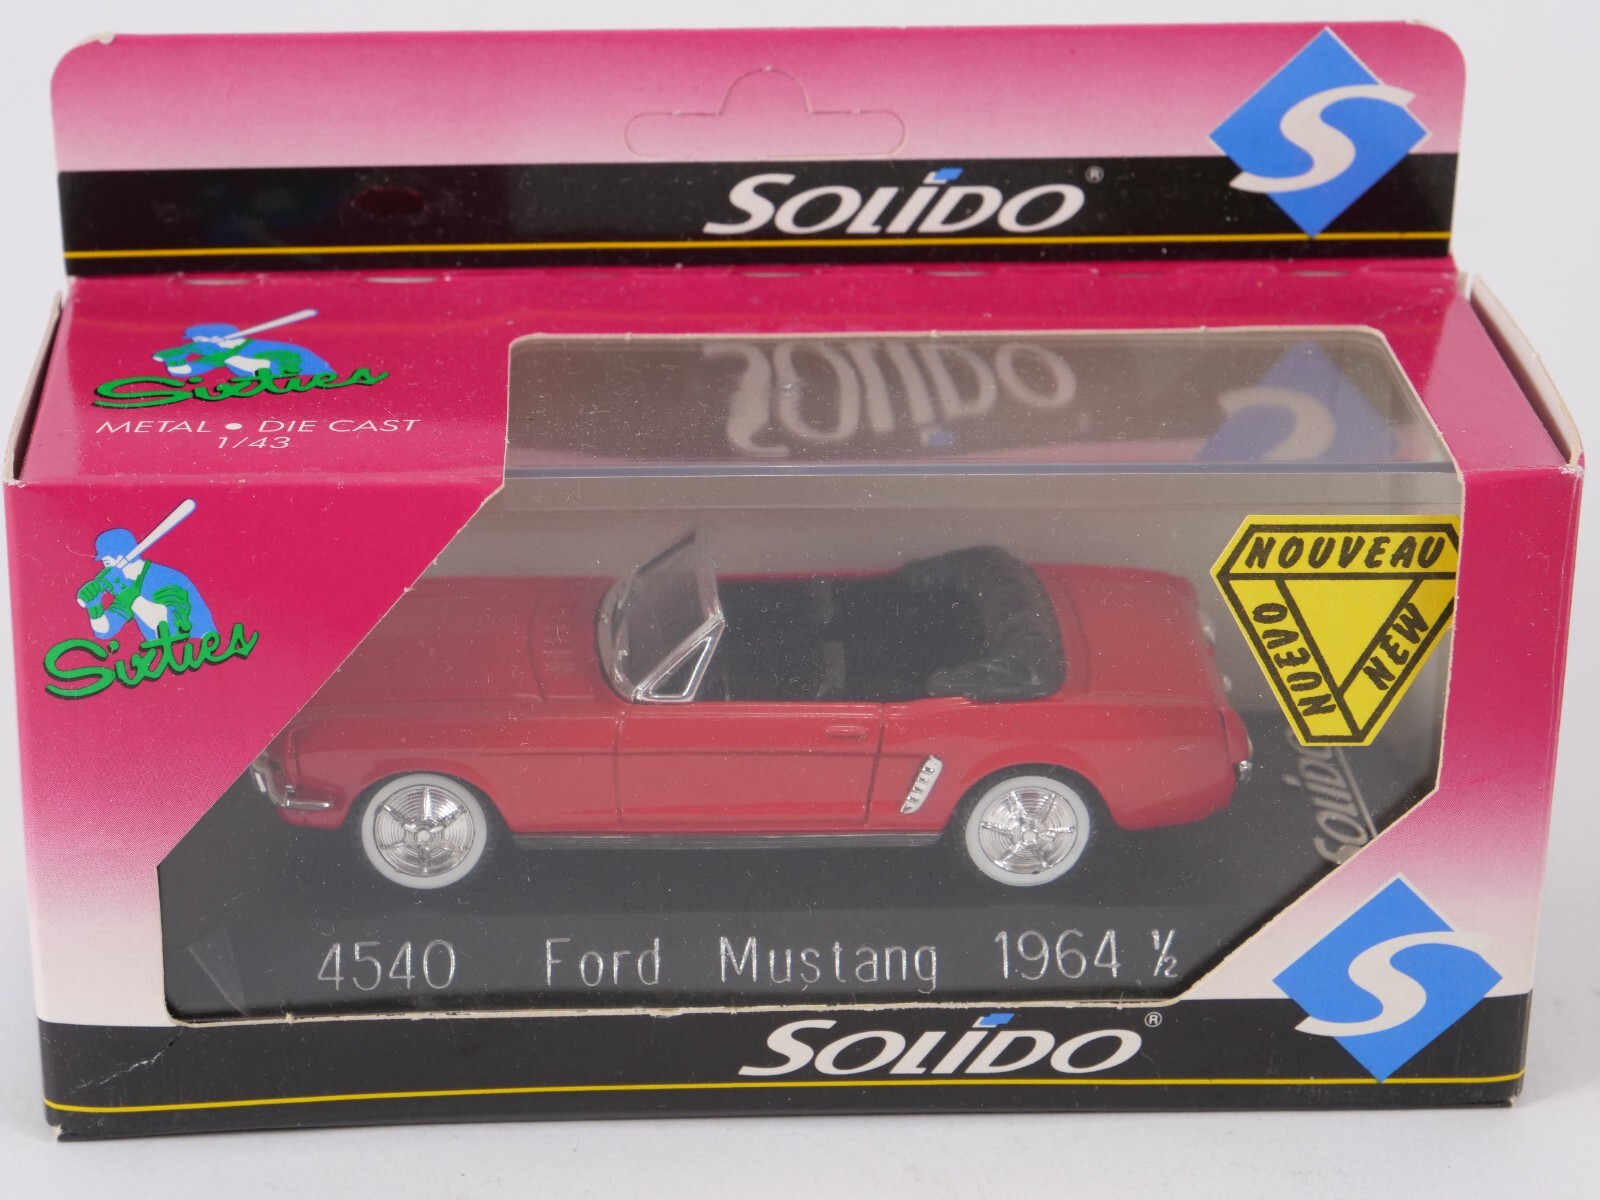 SOLIDO®
S
Sixties
METAL • DIE CAST
1/43
SOLIDO
Sixties
NOUVEAU
NUEVO
NEW
Solido
4540 Ford Mustang 1964 ½
SOLIDO®
S